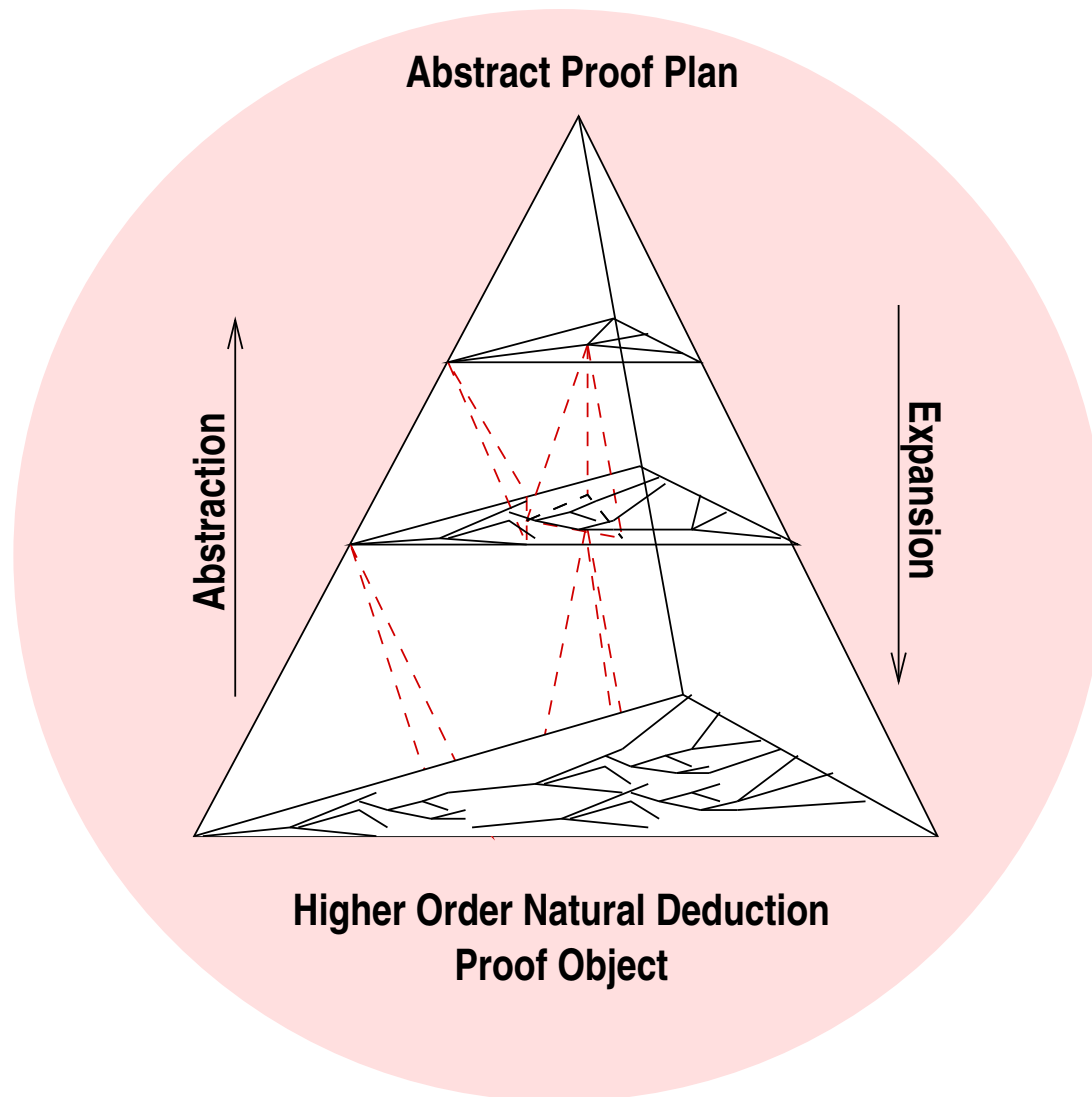 Abstract Proof Plan
Abstraction
Expansion
Higher Order Natural Deduction
Proof Object